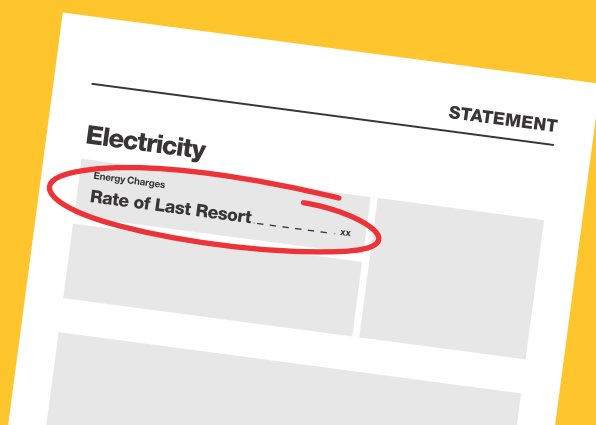 STATEMENT
Electricity
Energy Charges
Rate of Last Resort _ _ _ _ _ _ _ xx